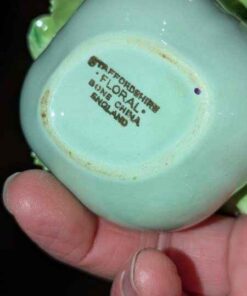 STAFFORDSHIRE
· FLORAL ·
BONE CHINA
ENGLAND